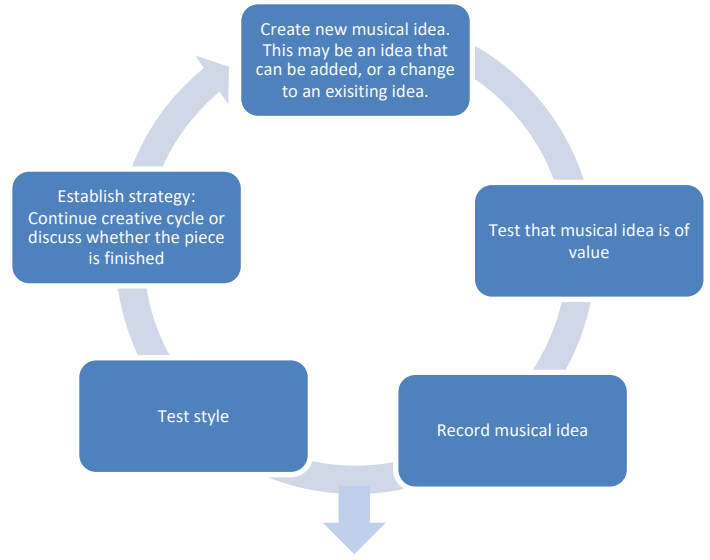 Create new musical idea.
This may be an idea that
can be added, or a change
to an exisiting idea.
Test that musical idea is of
value
Record musical idea
Test style
Establish strategy:
Continue creative cycle or
discuss whether the piece
is finished